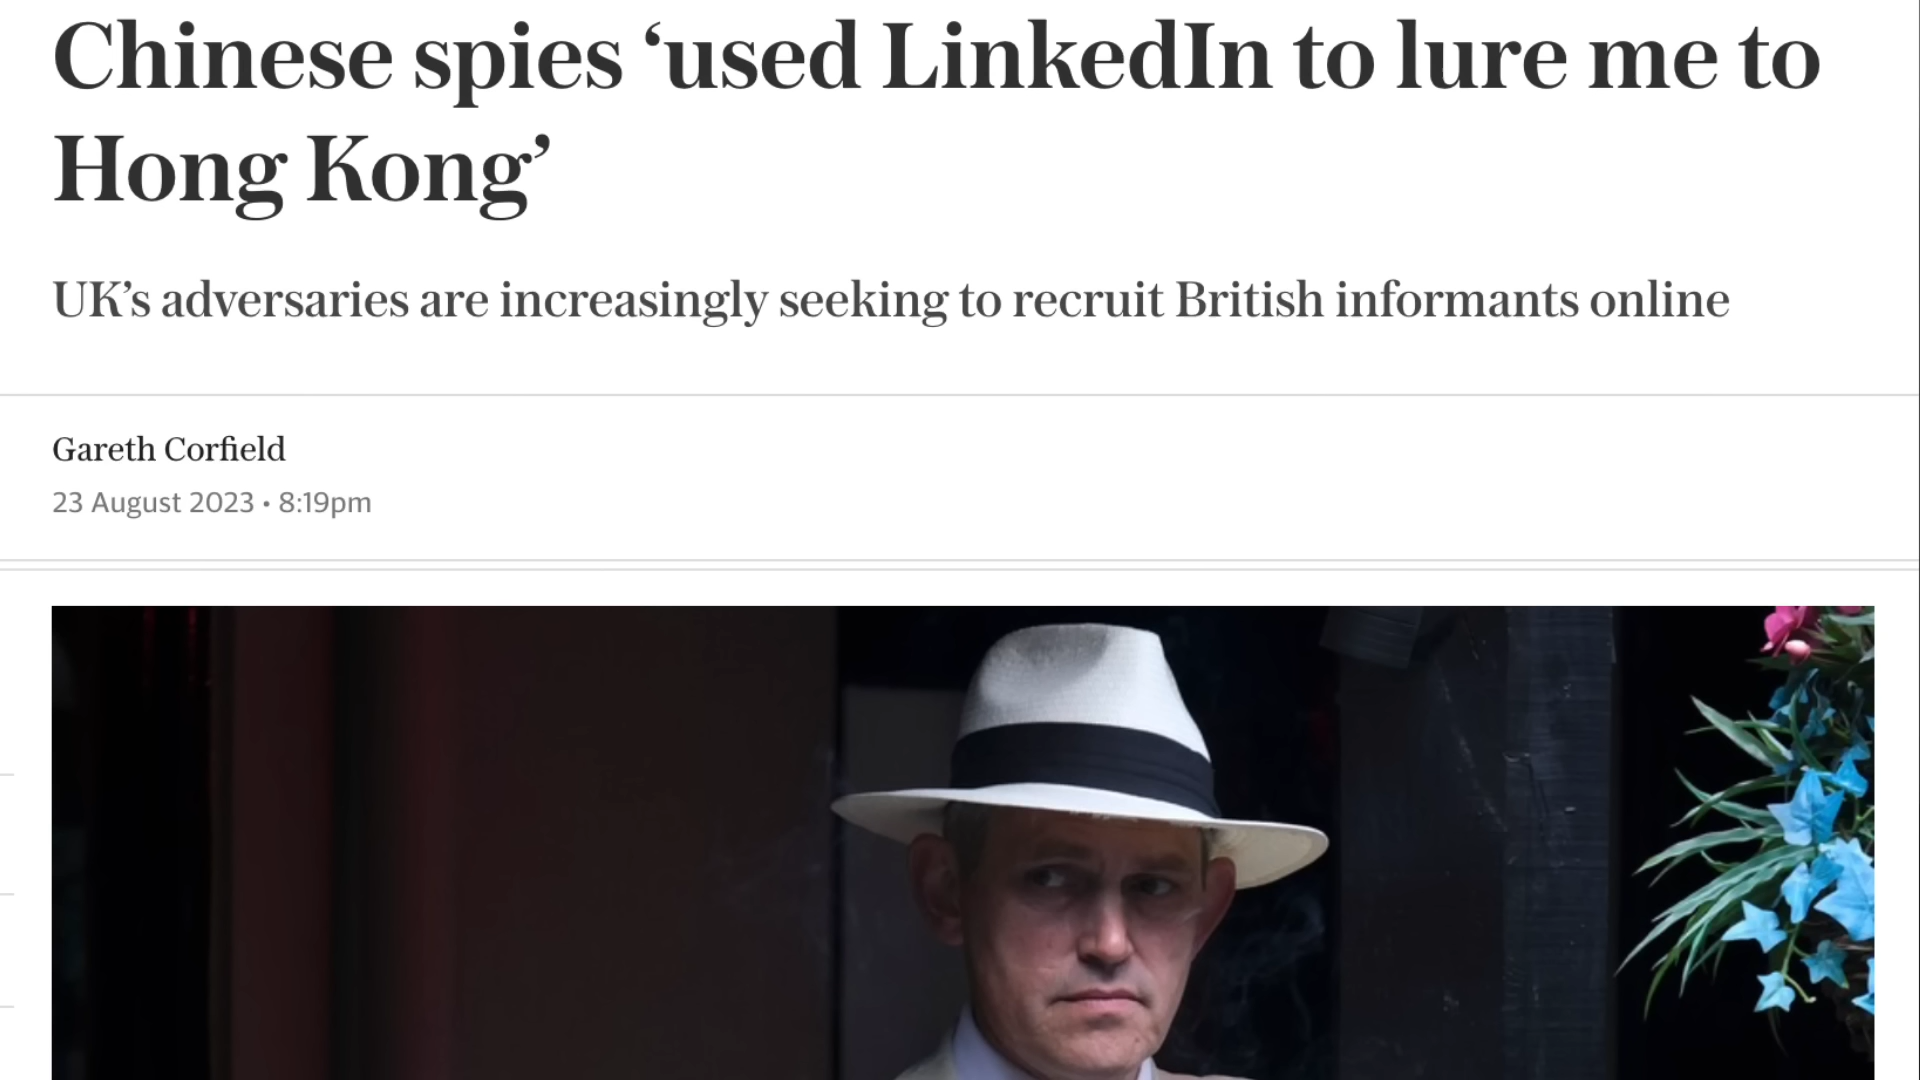 Chinese spies ‘used LinkedIn to lure me to
Hong Kong’
UK’s adversaries are increasingly seeking to recruit British informants online
Gareth Corfield
23 August 2023 • 8:19pm